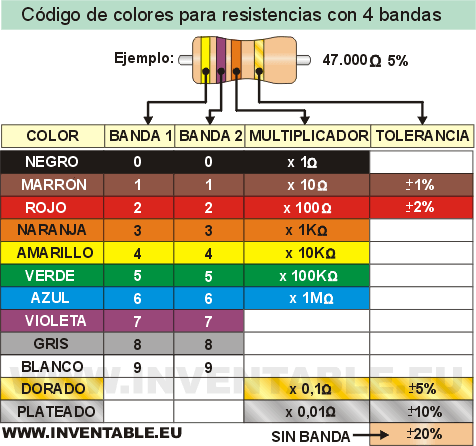 Código de colores para resistencias con 4 bandas
Ejemplo: 47.000Ω 5%
COLOR BANDA 1 BANDA 2 MULTIPLICADOR TOLERANCIA
NEGRO 0 0 x 1Ω
MARRON 1 1 x 10Ω ±1%
ROJO 2 2 x 100Ω ±2%
NARANJA 3 3 x 1KΩ
AMARILLO 4 4 x 10KΩ
VERDE 5 5 x 100KΩ
AZUL 6 6 x 1MΩ
VIOLETA 7 7
GRIS 8 8
BLANCO 9 9
WWW.INVENTABLE.EU
DORADO x 0,1Ω ±5%
PLATEADO x 0,01Ω ±10%
WWW.INVENTABLE.EU SIN BANDA ±20%